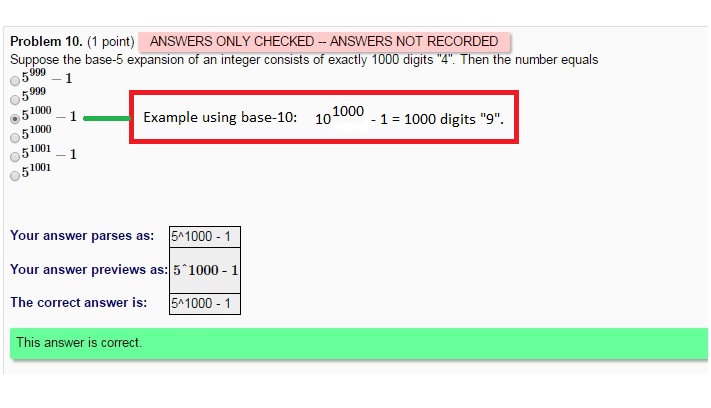 Problem 10. (1 point) ANSWERS ONLY CHECKED -- ANSWERS NOT RECORDED
Suppose the base-5 expansion of an integer consists of exactly 1000 digits "4". Then the number equals
5^999 − 1
5^999
5^1000 − 1
Example using base-10: 10^1000 - 1 = 1000 digits "9".
5^1000
5^1001 − 1
5^1001
Your answer parses as: 5^1000 - 1
Your answer previews as: 5^1000 - 1
The correct answer is: 5^1000 - 1
This answer is correct.